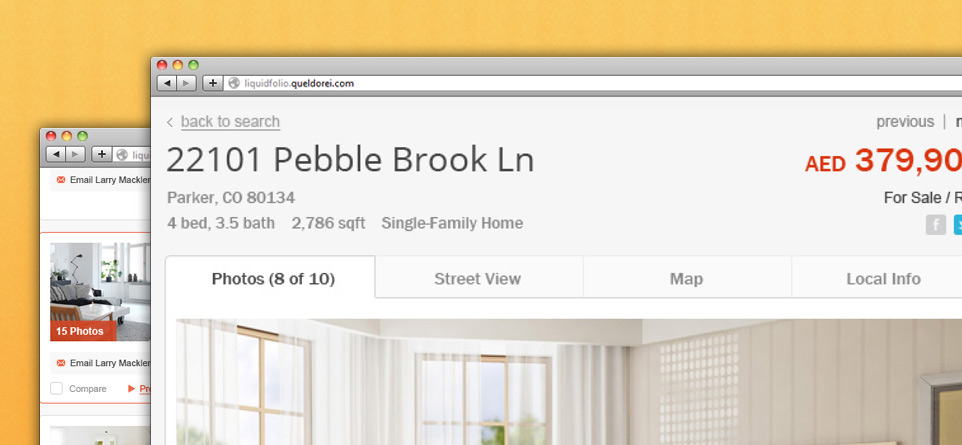 liquidfolio.queldorei.com
back to search
previous |
22101 Pebble Brook Ln
AED 379,90
Parker, CO 80134
For Sale / R
4 bed, 3.5 bath 2,786 sqft Single-Family Home
Photos (8 of 10) Street View Map Local Info
liqui
Email Larry Mackler
15 Photos
Email Larry Mackler
Compare Pr